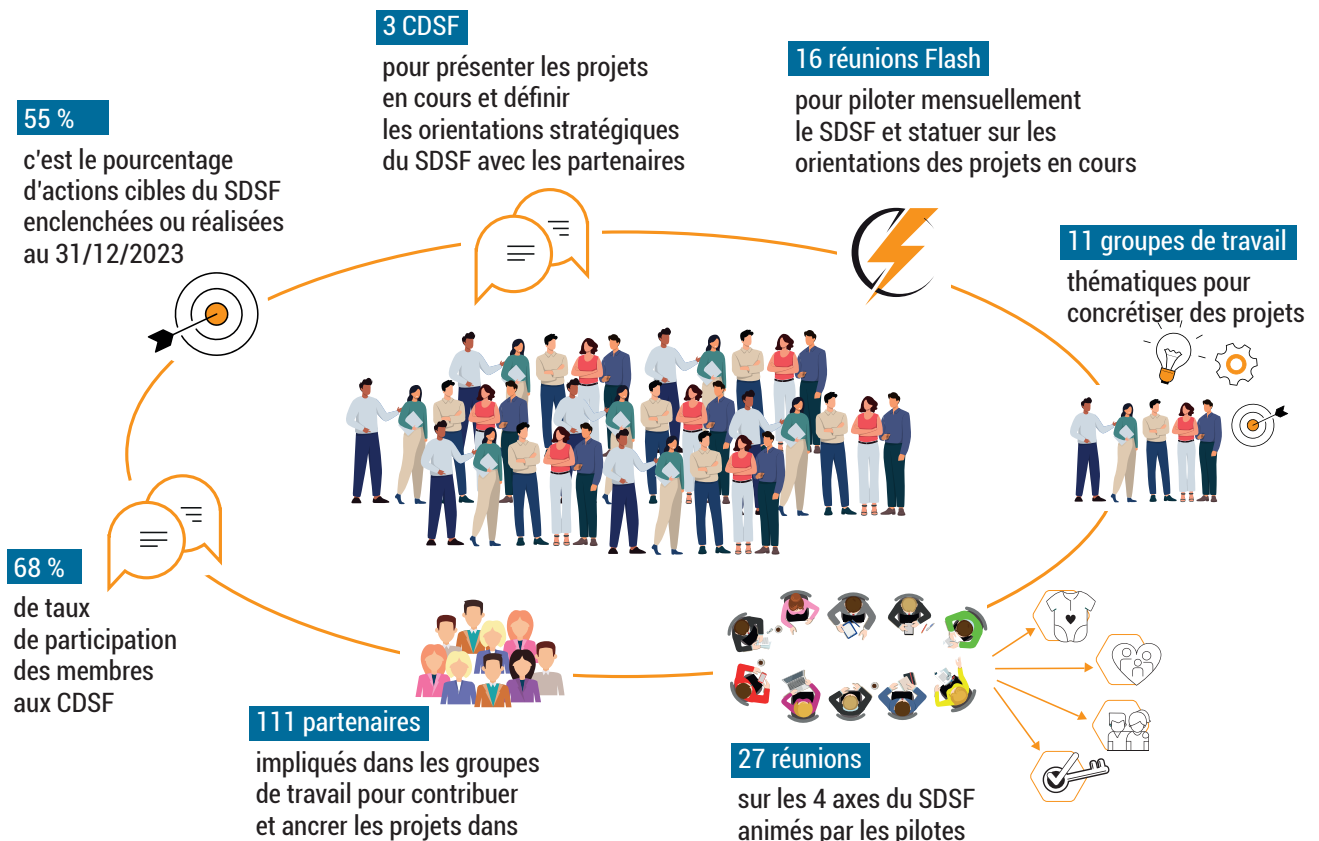 3 CDSF
pour présenter les projets
en cours et définir
les orientations stratégiques
du SDSF avec les partenaires
16 réunions Flash
pour piloter mensuellement
le SDSF et statuer sur les
orientations des projets en cours
55 %
c'est le pourcentage
d'actions cibles du SDSF
enclenchées ou réalisées
au 31/12/2023
11 groupes de travail
thématiques pour
concrétiser des projets
68 %
de taux
de participation
des membres
aux CDSF
111 partenaires
impliqués dans les groupes
de travail pour contribuer
et ancrer les projets dans
27 réunions
sur les 4 axes du SDSF
animés par les pilotes